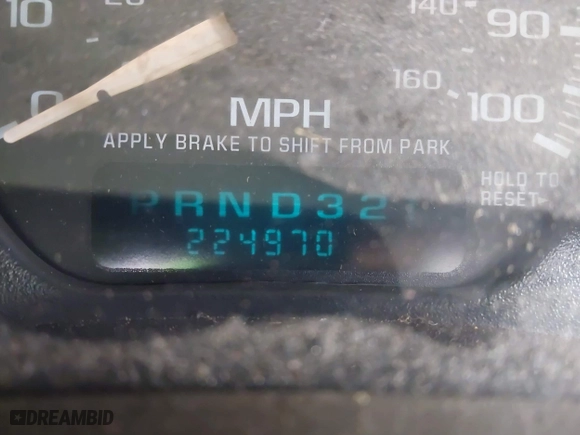 10 20 140 90
160
0 MPH 100
APPLY BRAKE TO SHIFT FROM PARK
HOLD TO
RESET
PRND32
224970
DREAMBID